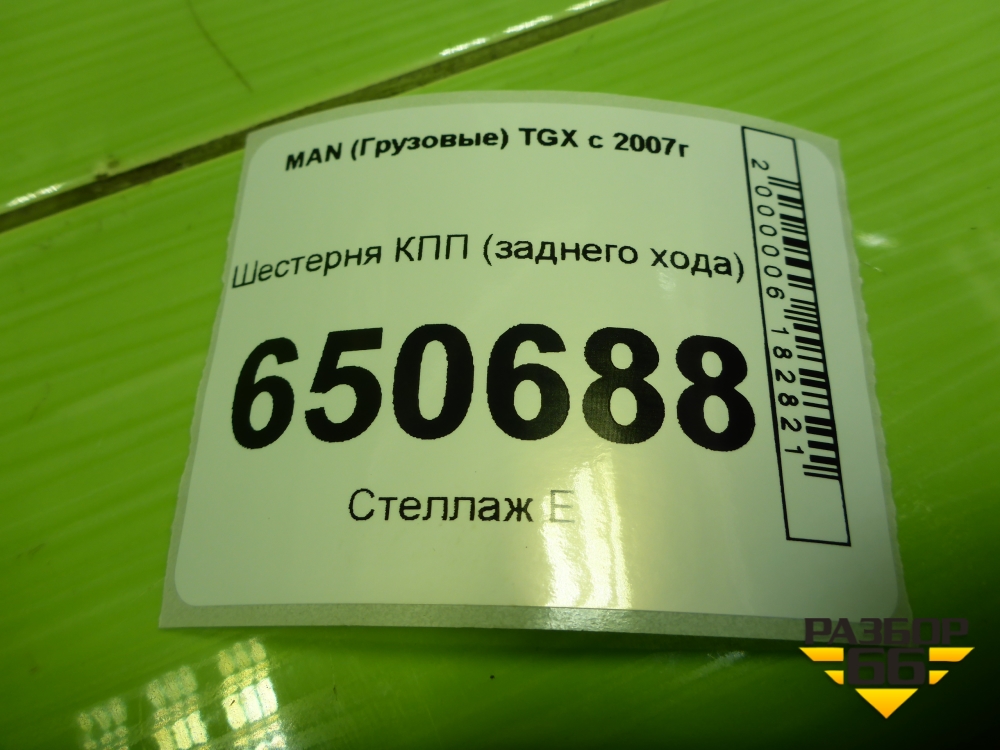 MAN (Грузовые) TGX с 2007г
Шестерня КПП (заднего хода)
650688
Стеллаж Е
2000006182821
РАЗБОР
66